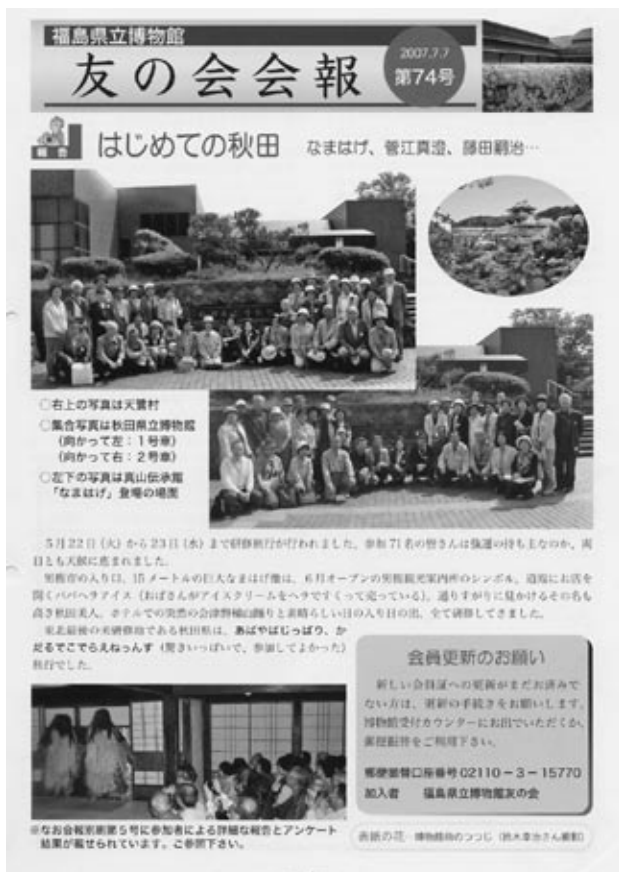 福島県立博物館
友の会会報
2007.7.7
第74号
はじめての秋田 なまはげ、菅江真澄、藤田嗣治…
○右上の写真は天鷺村
○集合写真は秋田県立博物館
(向かって左:1号車)
(向かって右:2号車)
○左下の写真は真山伝承館
「なまはげ」登場の場面
5月22日(火)から23日(水)まで研修旅行が行われました。参加71名の皆さんは強運の持ち主なのか、両
日とも天候に恵まれました。
男鹿市の入り口、15メートルの巨大なまはげ像は、6月オープンの男鹿観光案内所のシンボル。道端にお店を
開くババヘラアイス(おばさんがアイスクリームをヘラですくって売っている)。通りすがりに見かけるその名も
高き秋田美人。ホテルでの突然の会津磐梯山踊りと素晴らしい日の入り日の出、全て研修してきました。
東北最後の未研修地である秋田県は、あばやばじっぱり、か
だるでこでらえねっんす(驚きいっぱいで、参加してよかった)
旅行でした。
会員更新のお願い
新しい会員証への更新がまだお済みで
ない方は、更新の手続きをお願いします。
博物館受付カウンターにお出でいただくか、
郵便振替をご利用下さい。
郵便振替口座番号02110-3-15770
加入者 福島県立博物館友の会
※なお会報別刷第5号に参加者による詳細な報告とアンケート
結果が載せられています。ご参照下さい。
表紙の花 博物館前のつつじ(鈴木幸治さん撮影)